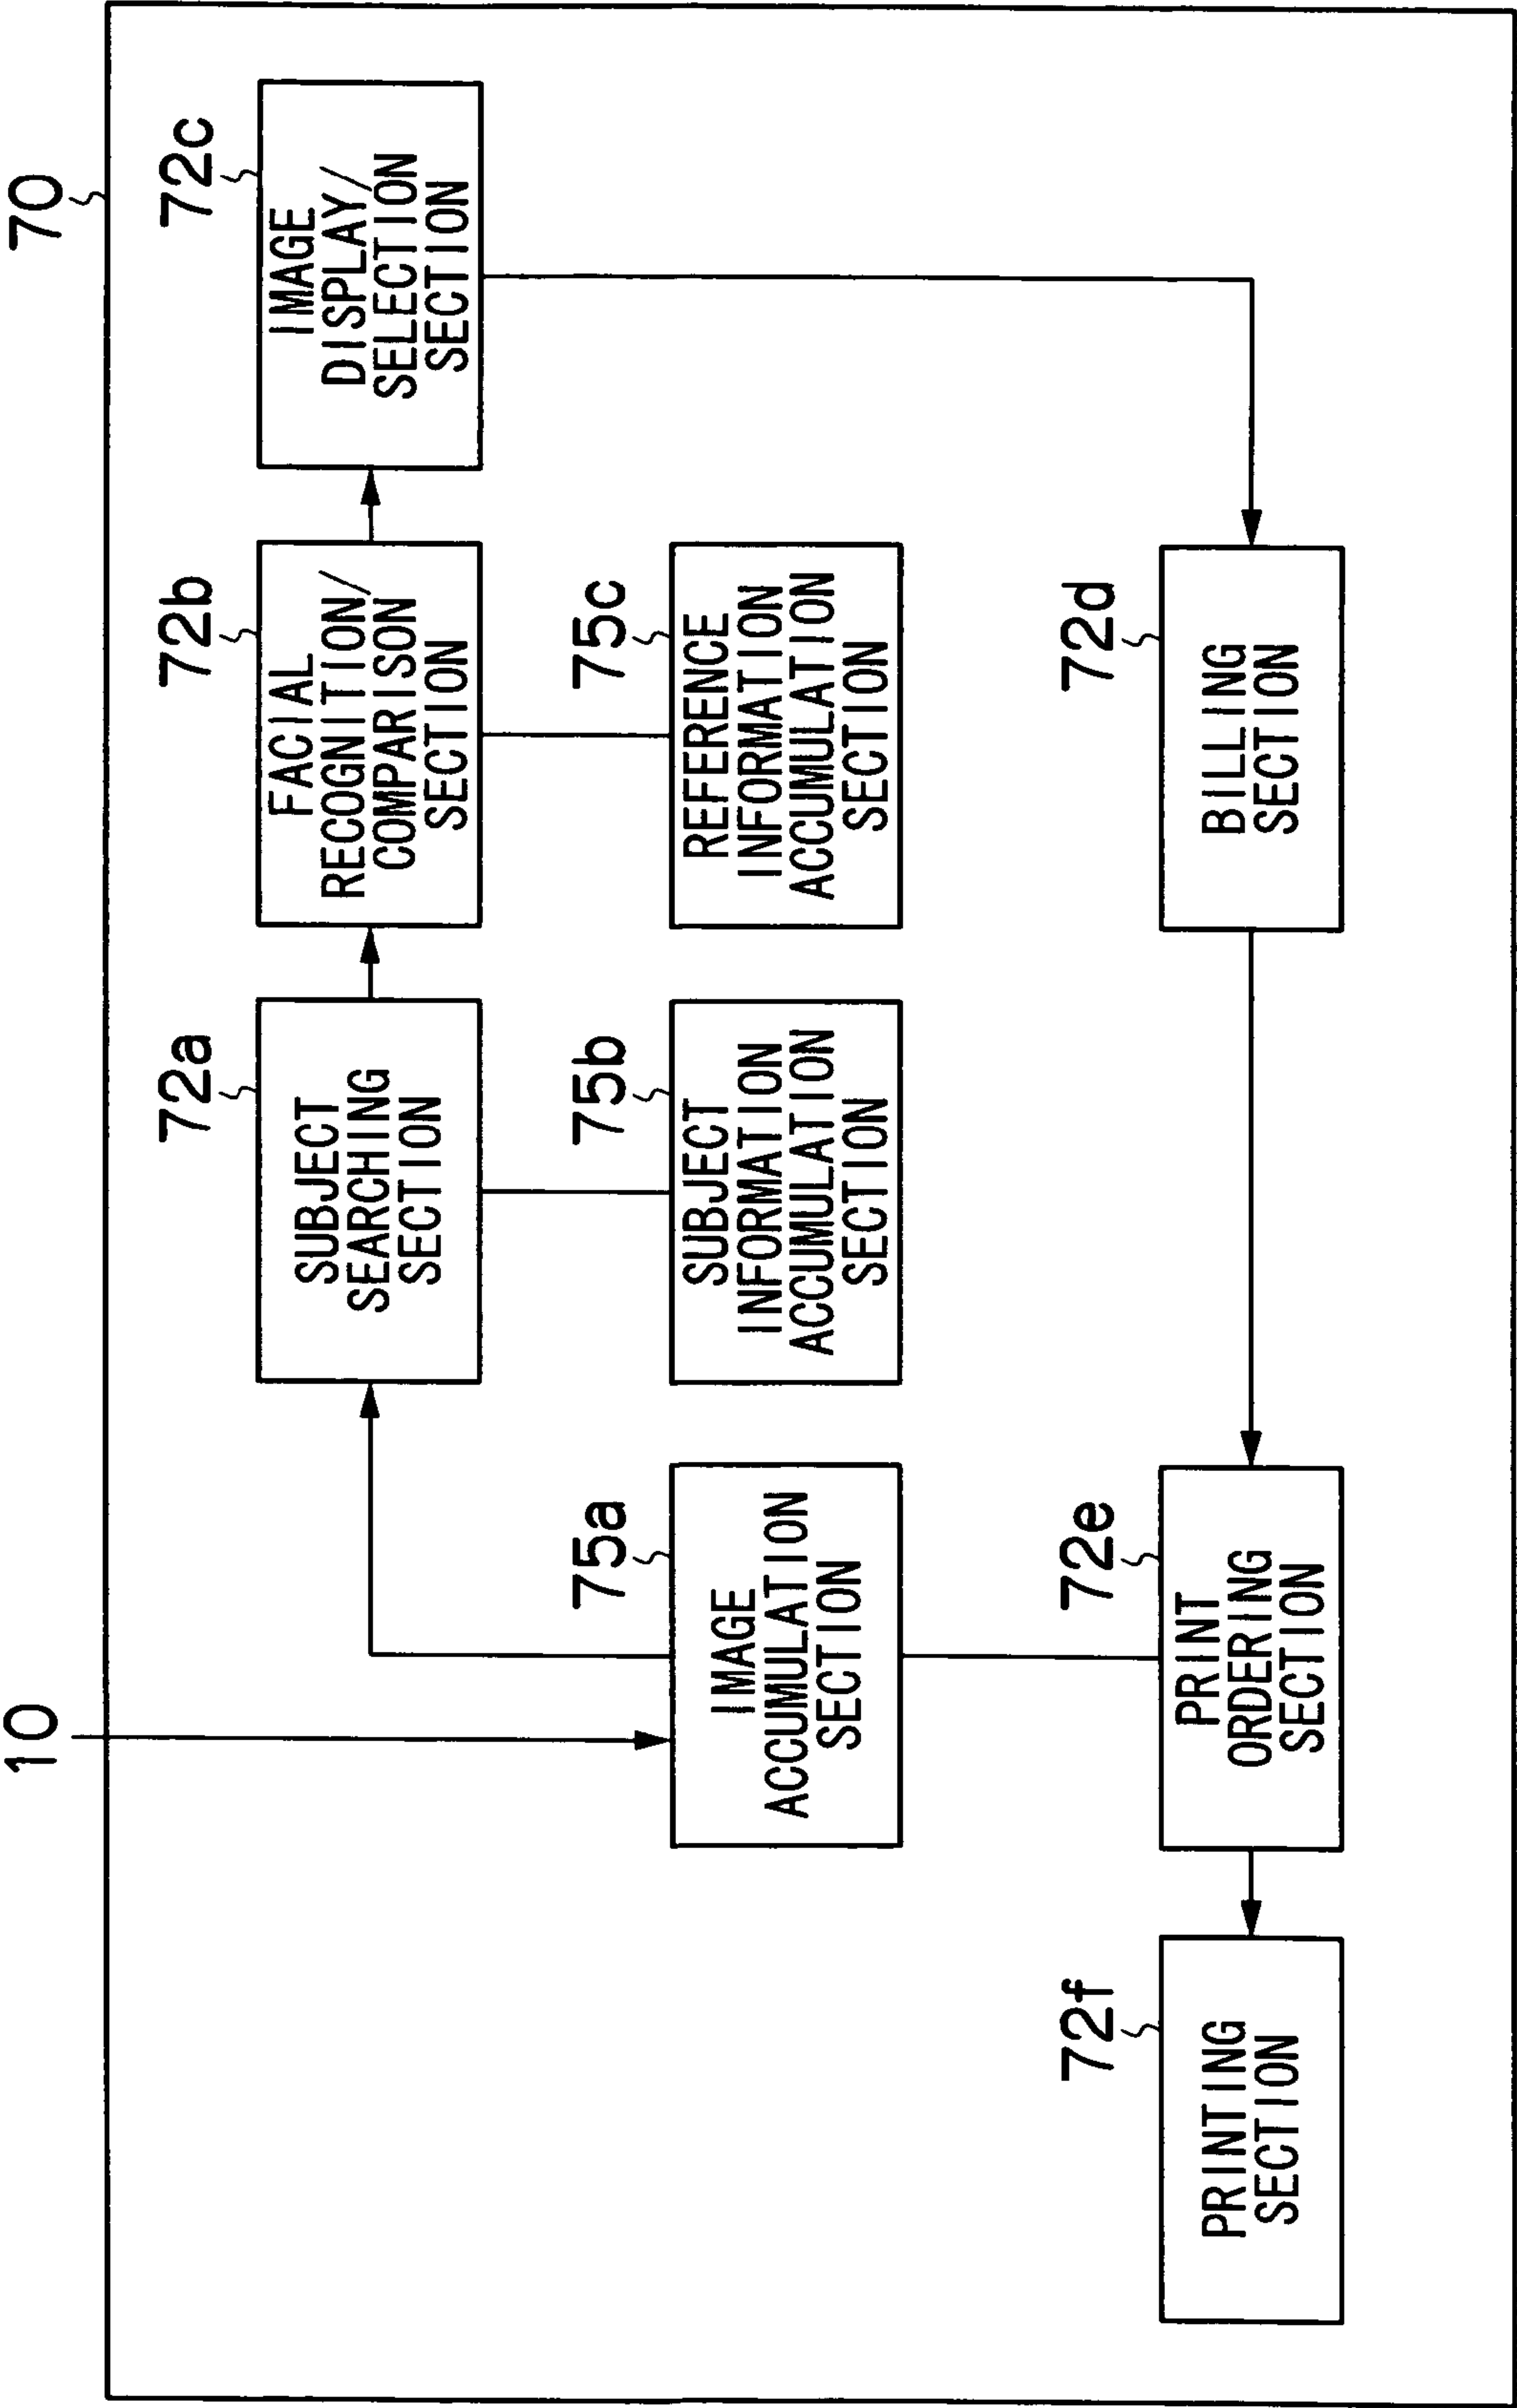 70
10
72a
SUBJECT
SEARCHING
SECTION
72b
FACIAL
RECOGNITION/
COMPARISON
SECTION
72c
IMAGE
DISPLAY/
SELECTION
SECTION
75a
IMAGE
ACCUMULATION
SECTION
75b
SUBJECT
INFORMATION
ACCUMULATION
SECTION
75c
REFERENCE
INFORMATION
ACCUMULATION
SECTION
72f
PRINTING
SECTION
72e
PRINT
ORDERING
SECTION
72d
BILLING
SECTION